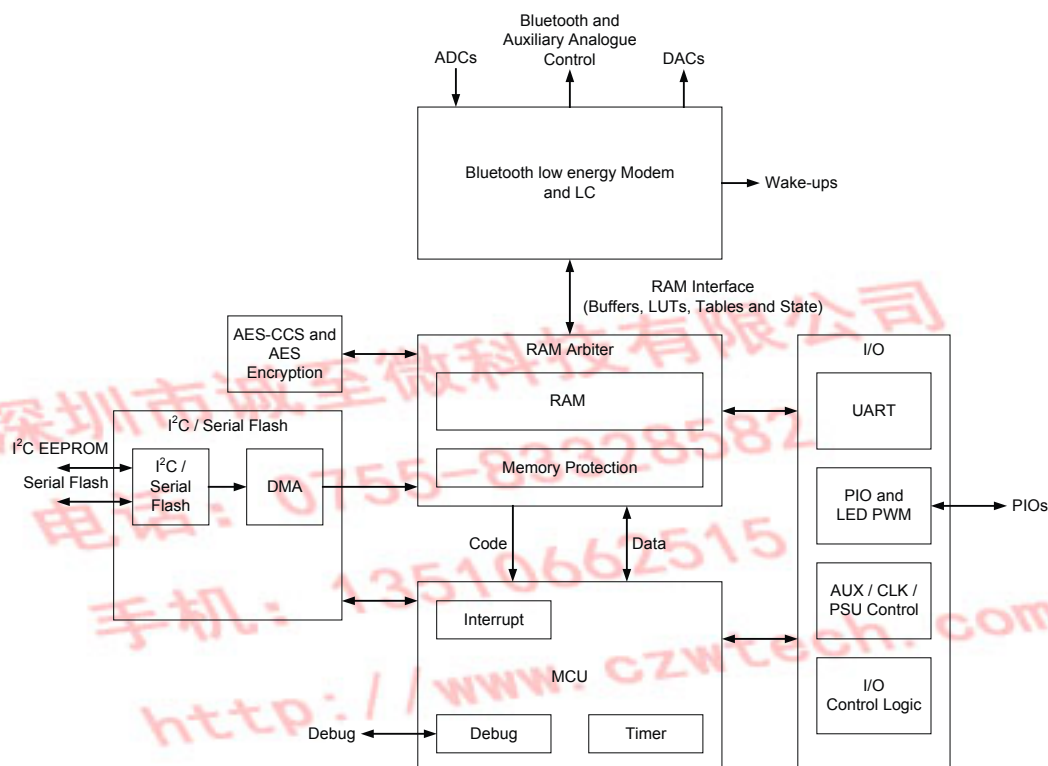 Bluetooth and
Auxiliary Analogue
Control
ADCs
DACs
Bluetooth low energy Modem
and LC
Wake-ups
RAM Interface
(Buffers, LUTs, Tables and State)
AES-CCS and
AES
Encryption
RAM Arbiter
RAM
Memory Protection
I/O
UART
PIO and
LED PWM
PIOs
AUX / CLK /
PSU Control
I/O
Control Logic
I²C / Serial Flash
I²C EEPROM
Serial Flash
I²C /
Serial
Flash
DMA
Code
Data
Interrupt
MCU
Debug
Debug
Timer
深圳市诚至微科技有限公司
电话：0755-83328582
手机：13510662515
http://www.czwtech.com